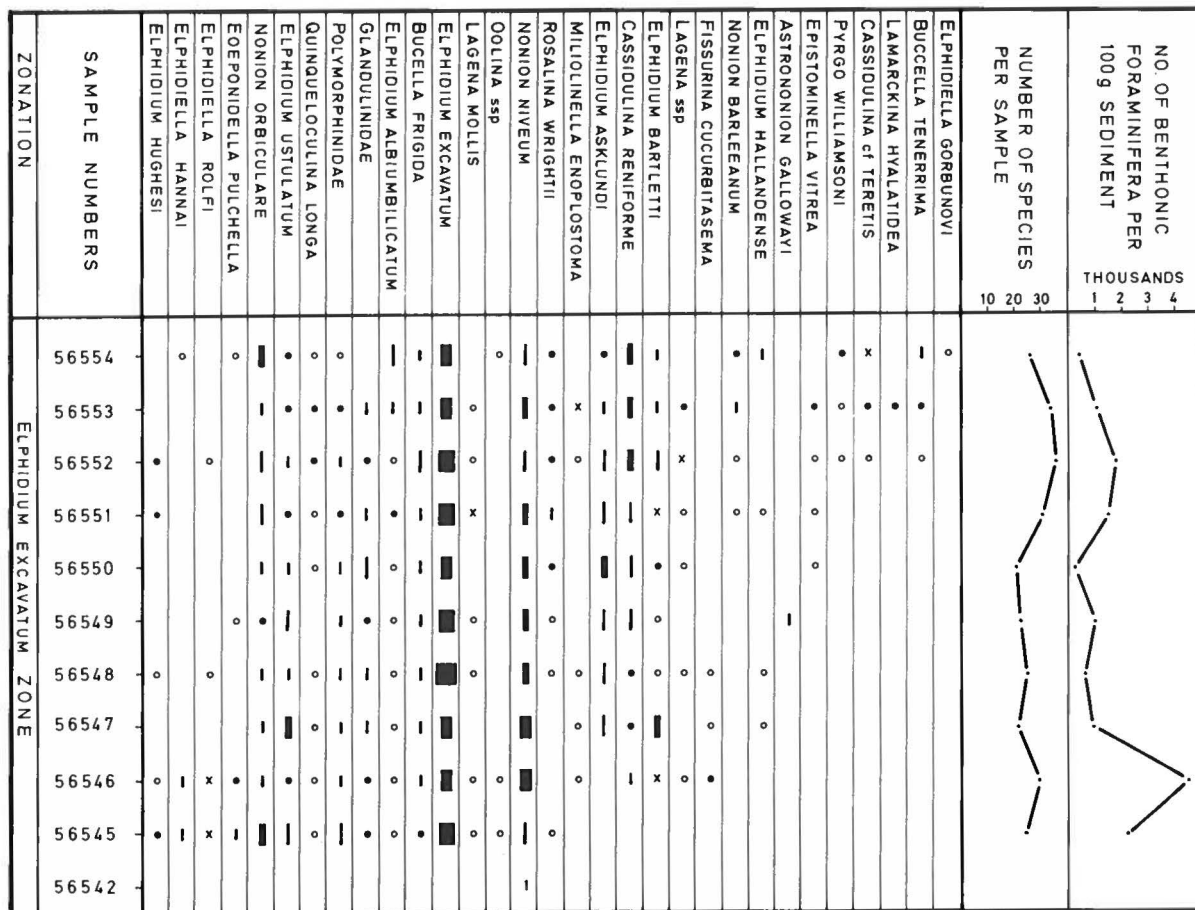 ZONATION
SAMPLE NUMBERS
ELPHIDIUM HUGHESI
ELPHIDIELLA HANNAI
ELPHIDIELLA ROLFI
EOEPONIDELLA PULCHELLA
NONION ORBICULARE
ELPHIDIUM USTULATUM
QUINQUELOCULINA LONGA
POLYMORPHINIDAE
GLANDULINIDAE
ELPHIDIUM ALBIUMBILICATUM
BUCELLA FRIGIDA
ELPHIDIUM EXCAVATUM
LAGENA MOLLIS
OOLINA ssp
NONION NIVEUM
ROSALINA WRIGHTII
MILIOLINELLA ENOPLOSTOMA
ELPHIDIUM ASKLUNDI
CASSIDULINA RENIFORME
ELPHIDIUM BARTLETTI
LAGENA ssp
FISSURINA CUCURBITASEMA
NONION BARLEEANUM
ELPHIDIUM HALLANDENSE
ASTRONONION GALLOWAYI
EPISTOMINELLA VITREA
PYRGO WILLIAMSONI
CASSIDULINA cf TERETIS
LAMARCKINA HYALATIDEA
BUCCELLA TENERRIMA
ELPHIDIELLA GORBUNOVI
NUMBER OF SPECIES
PER SAMPLE
10 20 30
NO. OF BENTHONIC
FORAMINIFERA PER
100g SEDIMENT
THOUSANDS
1 2 3 4
ELPHIDIUM EXCAVATUM ZONE
56554
56553
56552
56551
56550
56549
56548
56547
56546
56545
56542
1